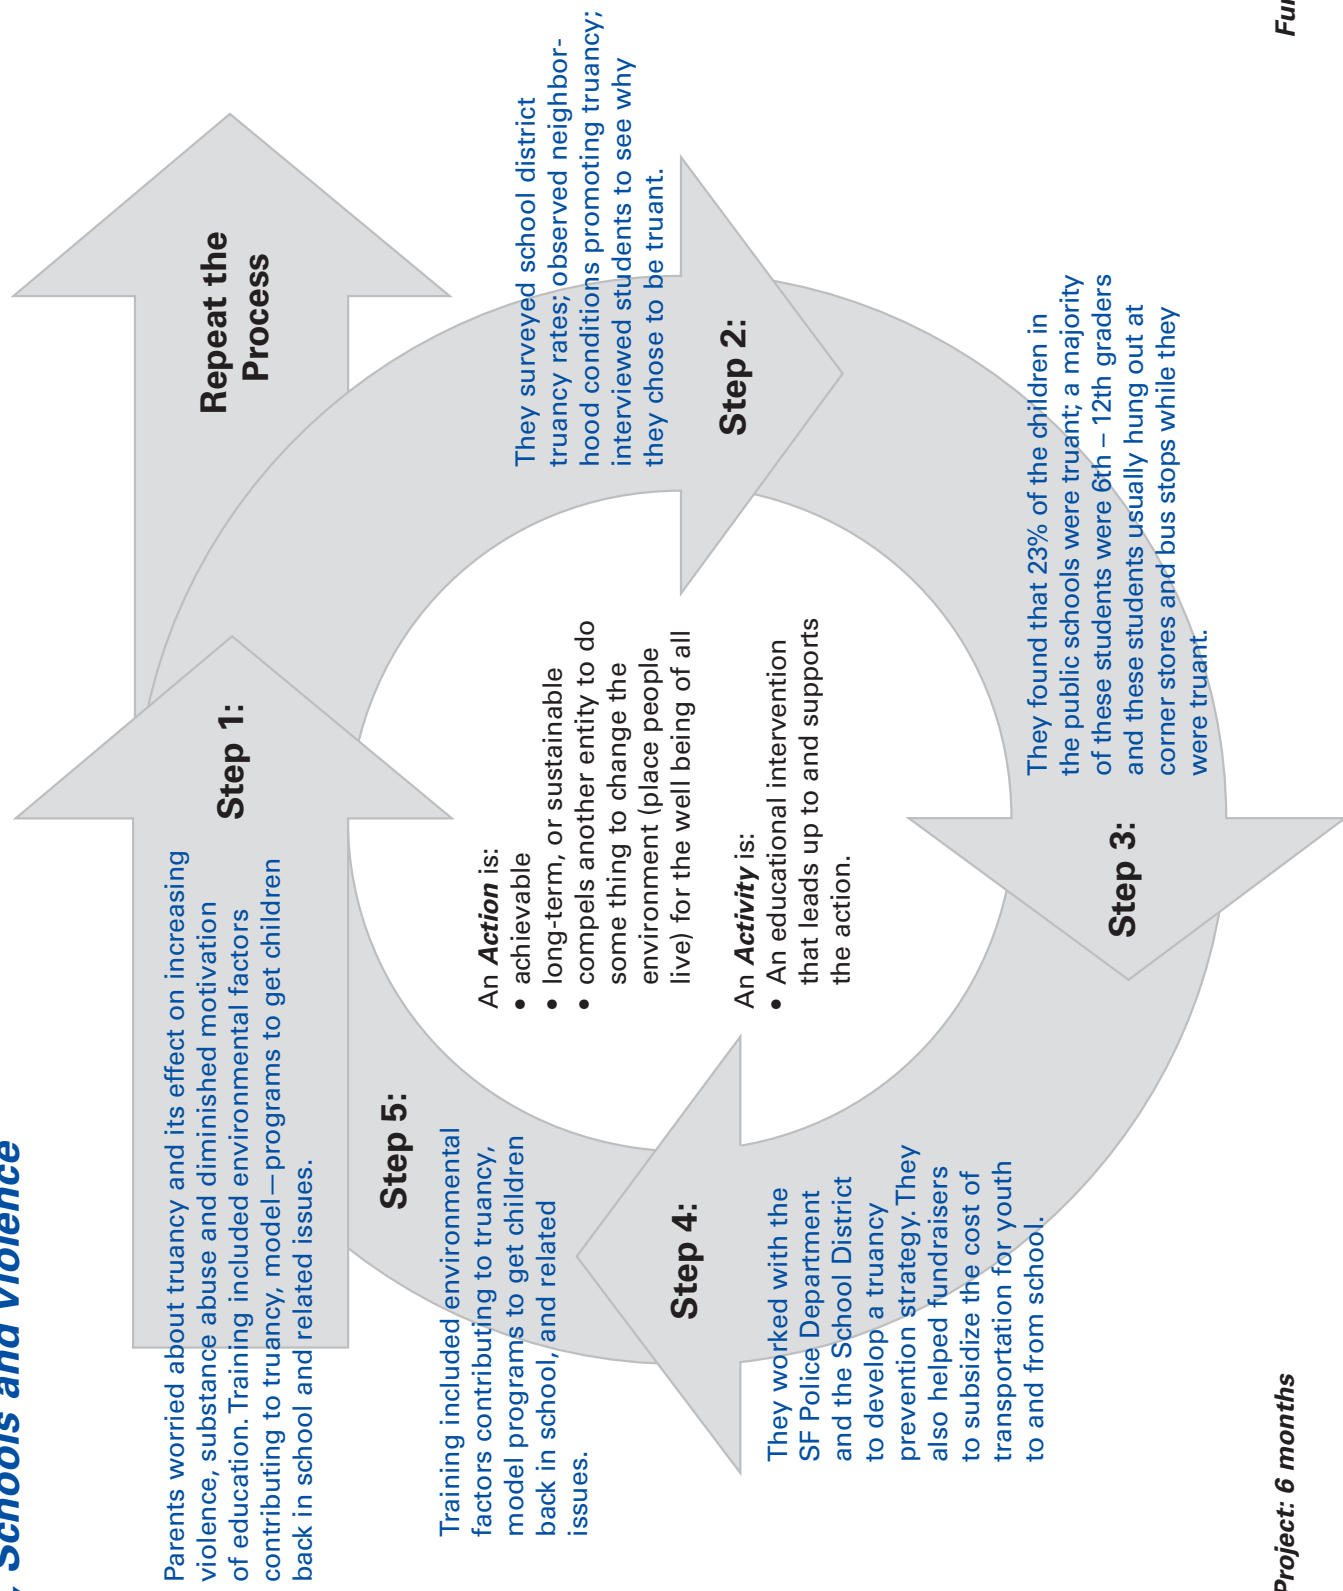 Schools and Violence
Parents worried about truancy and its effect on increasing
violence, substance abuse and diminished motivation
of education. Training included environmental factors
contributing to truancy, model—programs to get children
back in school and related issues.
Step 1:
Repeat the
Process
They surveyed school district
truancy rates; observed neighbor-
hood conditions promoting truancy;
interviewed students to see why
they chose to be truant.
Step 2:
They found that 23% of the children in
the public schools were truant; a majority
of these students were 6th – 12th graders
and these students usually hung out at
corner stores and bus stops while they
were truant.
Step 3:
They worked with the
SF Police Department
and the School District
to develop a truancy
prevention strategy. They
also helped fundraisers
to subsidize the cost of
transportation for youth
to and from school.
Step 4:
Step 5:
Training included environmental
factors contributing to truancy,
model programs to get children
back in school, and related
issues.
An Action is:
• achievable
• long-term, or sustainable
• compels another entity to do
some thing to change the
environment (place people
live) for the well being of all
An Activity is:
• An educational intervention
that leads up to and supports
the action.
Project: 6 months